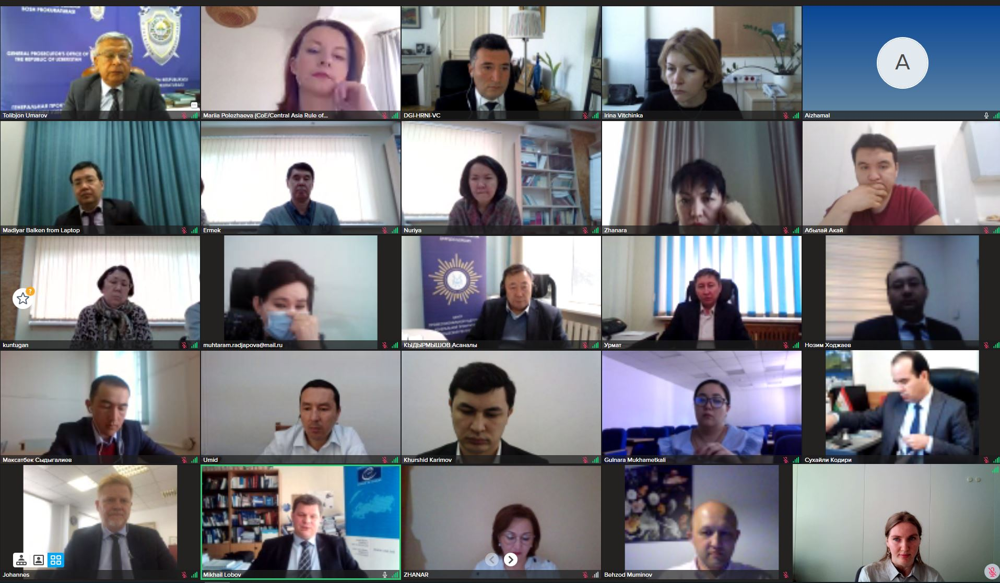 BOSH PROKURATURASI
GENERAL PROSECUTOR'S OFFICE OF
THE REPUBLIC OF UZBEKISTAN
Tolibjon Umarov
Mariia Polezhaeva (CoE/Central Asia Rule of...
DGI-HRNI-VC
Irina Vitchinka
A
Aizhamal
Madiyar Balken from Laptop
Ermek
Nuriya
Zhanara
Абылай Акай
?
kuntugan
muhtaram.radjapova@mail.ru
КЫДЫРМЫШОВ Асаналы
Урмат
Нозим Ходжаев
Максатбек Сыдыгалиев
Umid
Khurshid Karimov
Gulnara Mukhametkali
Сухайли Кодири
Johannes
Mikhail Lobov
ZHANAR
Behzod Muminov